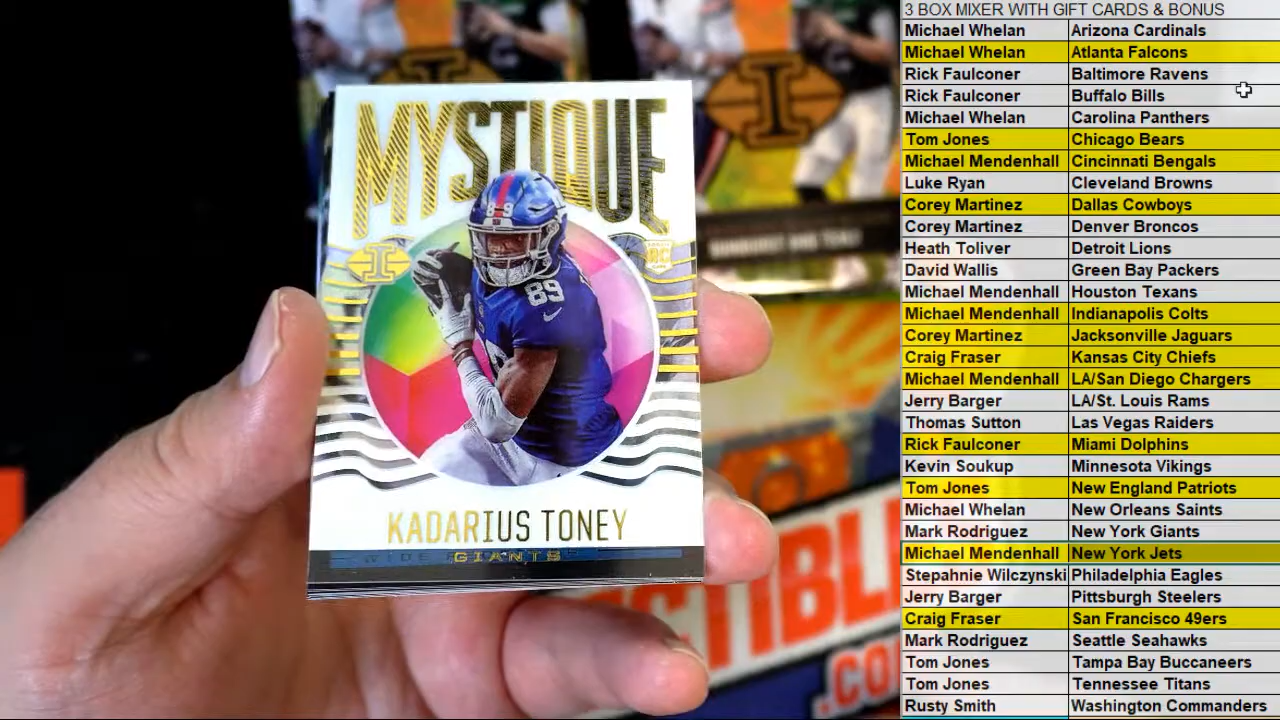 3 BOX MIXER WITH GIFT CARDS & BONUS
Michael Whelan Arizona Cardinals
Michael Whelan Atlanta Falcons
Rick Faulconer Baltimore Ravens
Rick Faulconer Buffalo Bills
Michael Whelan Carolina Panthers
Tom Jones Chicago Bears
Michael Mendenhall Cincinnati Bengals
Luke Ryan Cleveland Browns
Corey Martinez Dallas Cowboys
Corey Martinez Denver Broncos
Heath Toliver Detroit Lions
David Wallis Green Bay Packers
Michael Mendenhall Houston Texans
Michael Mendenhall Indianapolis Colts
Corey Martinez Jacksonville Jaguars
Craig Fraser Kansas City Chiefs
Michael Mendenhall LA/San Diego Chargers
Jerry Barger LA/St. Louis Rams
Thomas Sutton Las Vegas Raiders
Rick Faulconer Miami Dolphins
Kevin Soukup Minnesota Vikings
Tom Jones New England Patriots
Michael Whelan New Orleans Saints
Mark Rodriguez New York Giants
Michael Mendenhall New York Jets
Stepahnie Wilczynski Philadelphia Eagles
Jerry Barger Pittsburgh Steelers
Craig Fraser San Francisco 49ers
Mark Rodriguez Seattle Seahawks
Tom Jones Tampa Bay Buccaneers
Tom Jones Tennessee Titans
Rusty Smith Washington Commanders
MYSTIQUE
I
RC
89
89
KADARIUS TONEY
WIDE
GIANTS
I
CTIBLE
.CO